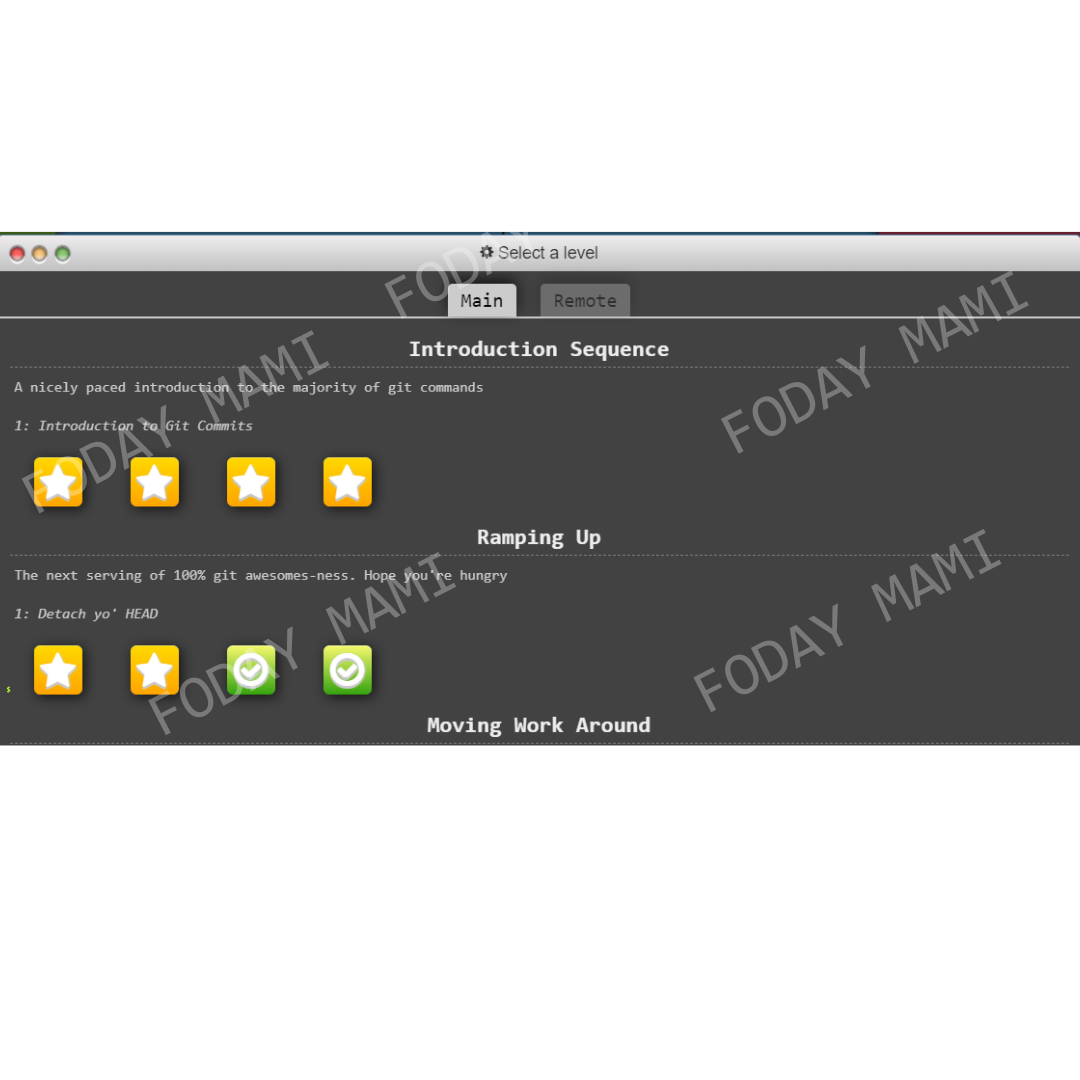 Select a level
Main Remote
Introduction Sequence
A nicely paced introduction to the majority of git commands
1: Introduction to Git Commits
Ramping Up
The next serving of 100% git awesomes-ness. Hope you're hungry
1: Detach yo' HEAD
$
Moving Work Around
FODAY MAMI
FODAY MAMI
FODAY MAMI
FODAY MAMI
FODAY